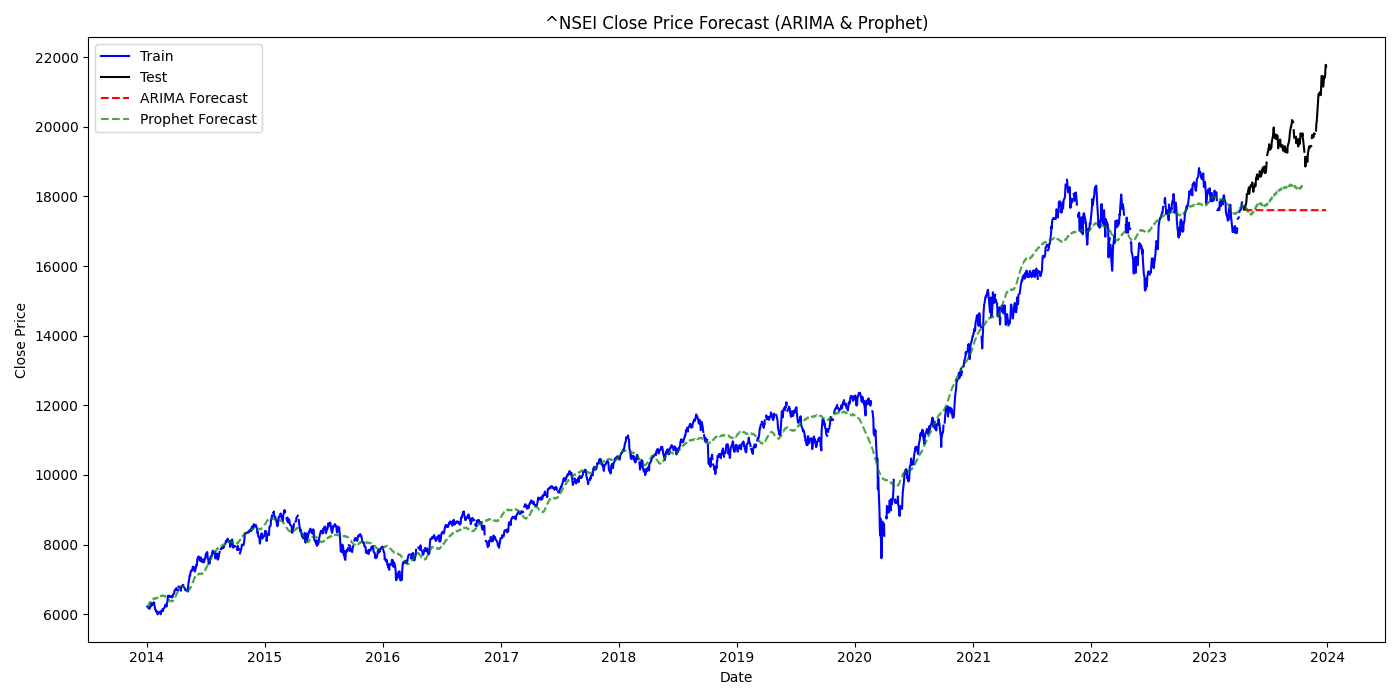 ^NSEI Close Price Forecast (ARIMA & Prophet)
Train
Test
ARIMA Forecast
Prophet Forecast
Close Price
22000
20000
18000
16000
14000
12000
10000
8000
6000
2014 2015 2016 2017 2018 2019 2020 2021 2022 2023 2024
Date